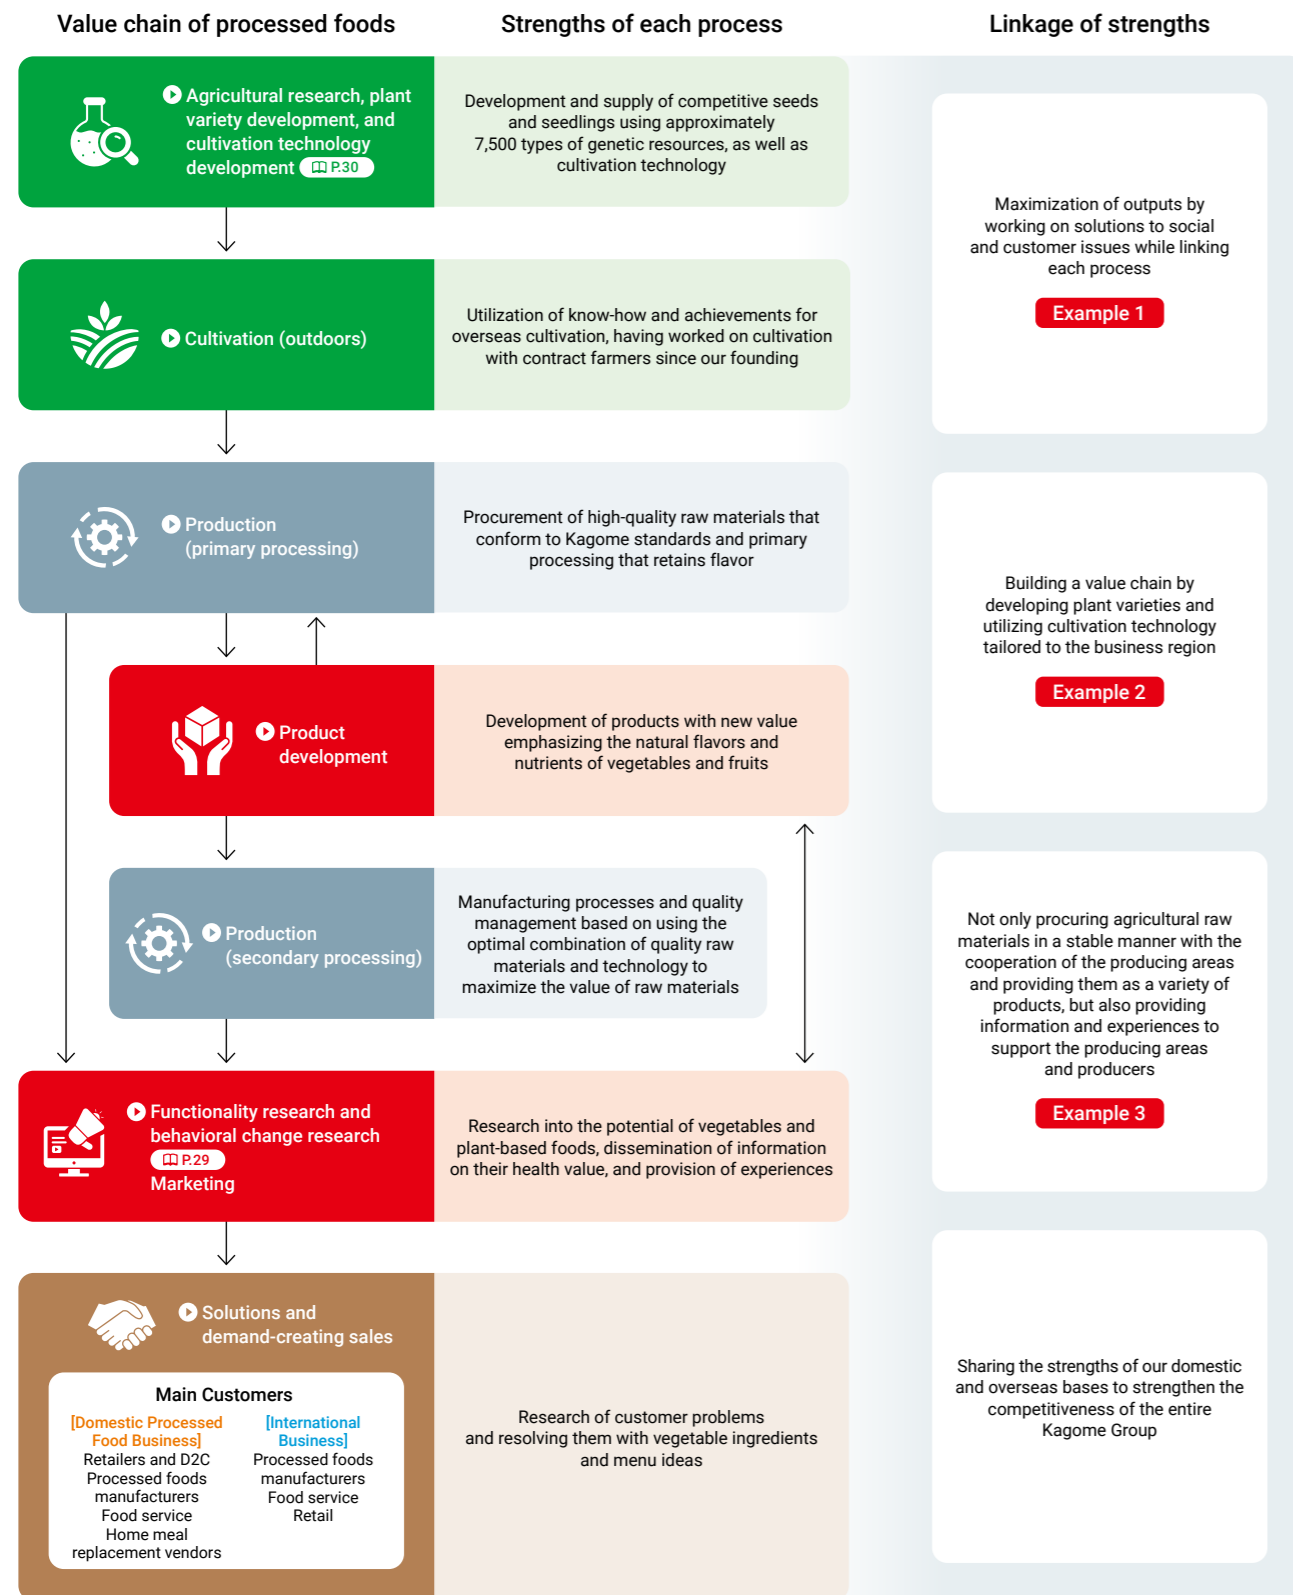 Value chain of processed foods
Strengths of each process
Linkage of strengths
Agricultural research, plant
variety development, and
cultivation technology
development P.30
Development and supply of competitive seeds
and seedlings using approximately
7,500 types of genetic resources, as well as
cultivation technology
Cultivation (outdoors)
Utilization of know-how and achievements for
overseas cultivation, having worked on cultivation
with contract farmers since our founding
Production
(primary processing)
Procurement of high-quality raw materials that
conform to Kagome standards and primary
processing that retains flavor
Product
development
Development of products with new value
emphasizing the natural flavors and
nutrients of vegetables and fruits
Production
(secondary processing)
Manufacturing processes and quality
management based on using the
optimal combination of quality raw
materials and technology to
maximize the value of raw materials
Functionality research and
behavioral change research
P.29
Marketing
Research into the potential of vegetables and
plant-based foods, dissemination of information
on their health value, and provision of experiences
Solutions and
demand-creating sales
Main Customers
[Domestic Processed
Food Business]
Retailers and D2C
Processed foods
manufacturers
Food service
Home meal
replacement vendors
[International
Business]
Processed foods
manufacturers
Food service
Retail
Research of customer problems
and resolving them with vegetable ingredients
and menu ideas
Maximization of outputs by
working on solutions to social
and customer issues while linking
each process
Example 1
Building a value chain by
developing plant varieties and
utilizing cultivation technology
tailored to the business region
Example 2
Not only procuring agricultural raw
materials in a stable manner with the
cooperation of the producing areas
and providing them as a variety of
products, but also providing
information and experiences to
support the producing areas
and producers
Example 3
Sharing the strengths of our domestic
and overseas bases to strengthen the
competitiveness of the entire
Kagome Group